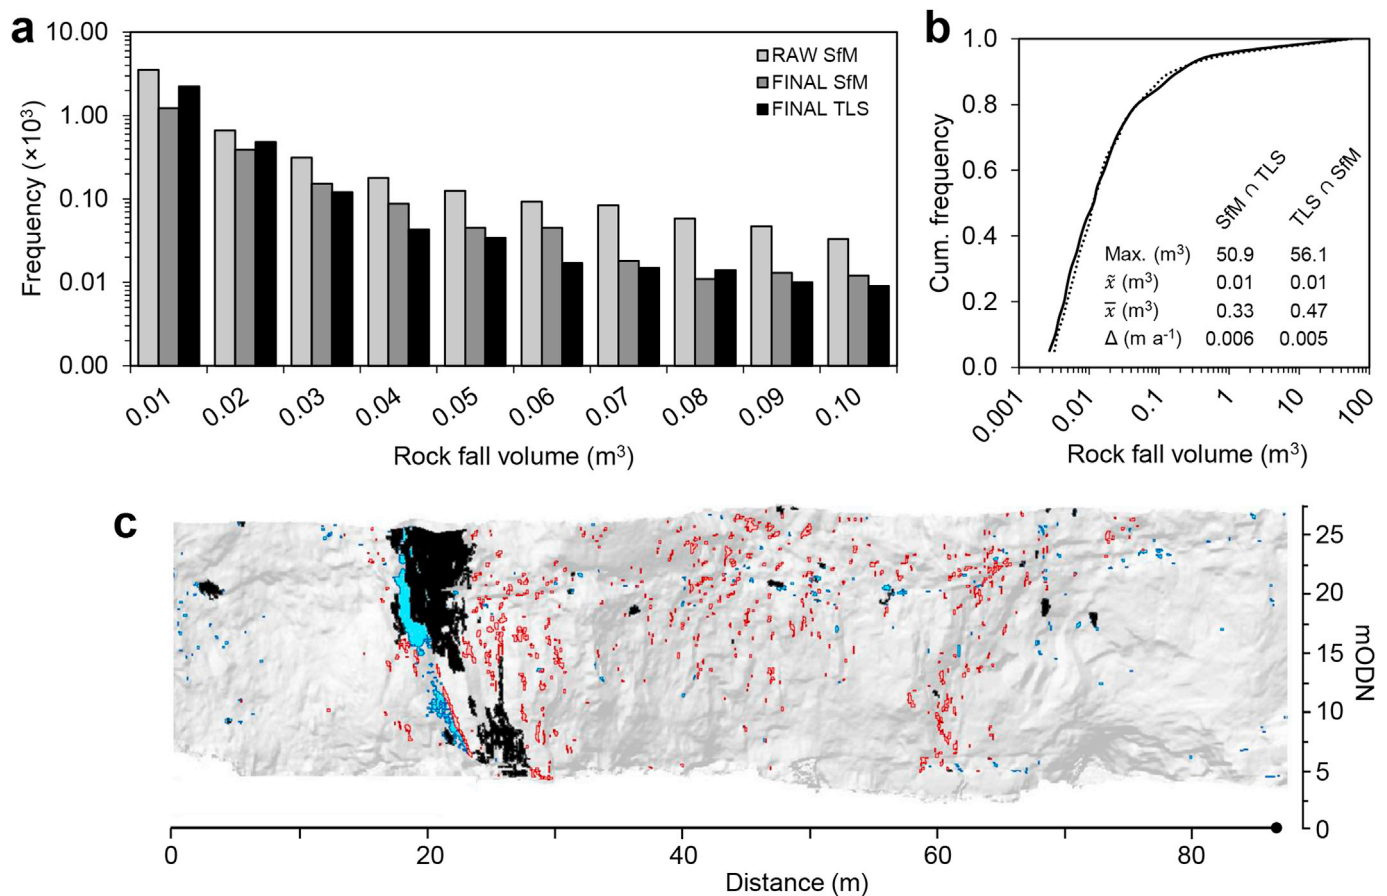 a
10.00
1.00
0.10
0.01
0.00
Frequency (×10³)
RAW SfM
FINAL SfM
FINAL TLS
0.01 0.02 0.03 0.04 0.05 0.06 0.07 0.08 0.09 0.10
Rock fall volume (m³)
b
1.0
0.8
0.6
0.4
0.2
0.0
Cum. frequency
SfM ∩ TLS TLS ∩ SfM
Max. (m³) 50.9 56.1
x̃ (m³) 0.01 0.01
x̅ (m³) 0.33 0.47
Δ (m a⁻¹) 0.006 0.005
0.001 0.01 0.1 1 10 100
Rock fall volume (m³)
c
25
20
15
10
5
0
mODN
0 20 40 60 80
Distance (m)